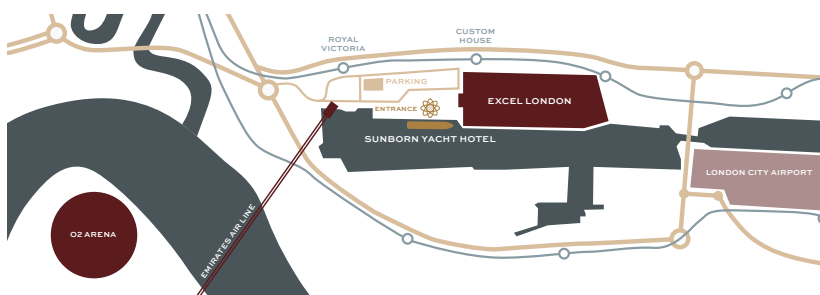 ROYAL
VICTORIA
CUSTOM
HOUSE
PARKING
ENTRANCE
EXCEL LONDON
SUNBORN YACHT HOTEL
LONDON CITY AIRPORT
O2 ARENA
EMIRATES AIR LINE